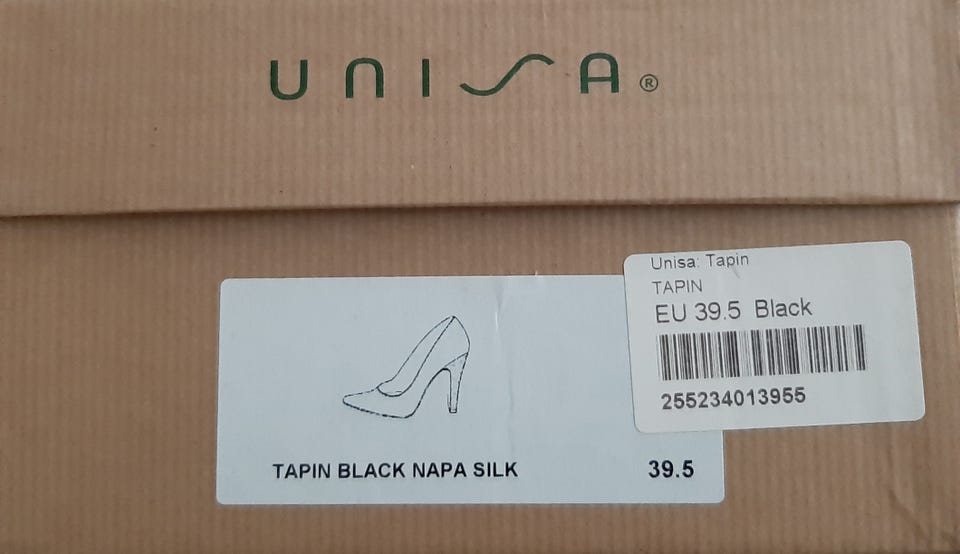 UNISA®
Unisa: Tapin
TAPIN
EU 39.5 Black
255234013955
TAPIN BLACK NAPA SILK 39.5